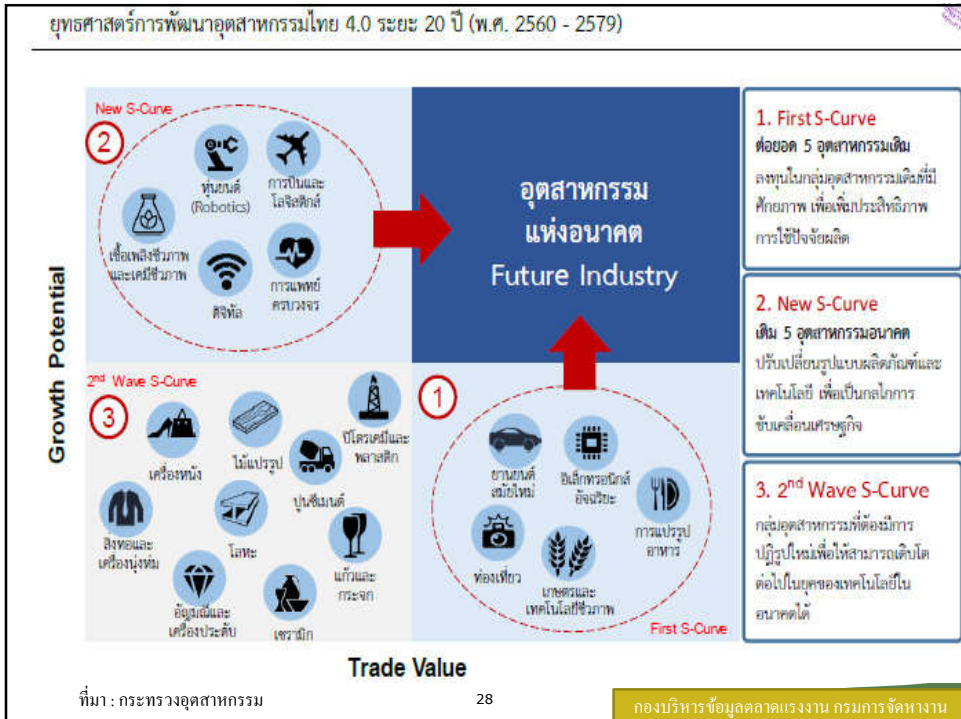 ยุทธศาสตร์การพัฒนาอุตสาหกรรมไทย 4.0 ระยะ 20 ปี (พ.ศ. 2560 - 2579)
Growth Potential
New S-Curve
2
หุ่นยนต์
(Robotics)
การบินและ
โลจิสติกส์
เชื้อเพลิงชีวภาพ
และเคมีชีวภาพ
ดิจิทัล
การแพทย์
ครบวงจร
อุตสาหกรรม
แห่งอนาคต
Future Industry
2nd Wave S-Curve
3
เครื่องหนัง
ไม้แปรรูป
ปิโตรเคมีและ
พลาสติก
ปูนซีเมนต์
สิ่งทอและ
เครื่องนุ่งห่ม
โลหะ
แก้วและ
กระจก
อัญมณีและ
เครื่องประดับ
เซรามิก
1
ยานยนต์
สมัยใหม่
อิเล็กทรอนิกส์
อัจฉริยะ
การแปรรูป
อาหาร
ท่องเที่ยว
เกษตรและ
เทคโนโลยีชีวภาพ
First S-Curve
Trade Value
1. First S-Curve
ต่อยอด 5 อุตสาหกรรมเดิม
ลงทุนในกลุ่มอุตสาหกรรมเดิมที่มี
ศักยภาพ เพื่อเพิ่มประสิทธิภาพ
การใช้ปัจจัยผลิต
2. New S-Curve
เติม 5 อุตสาหกรรมอนาคต
ปรับเปลี่ยนรูปแบบผลิตภัณฑ์และ
เทคโนโลยี เพื่อเป็นกลไกการ
ขับเคลื่อนเศรษฐกิจ
3. 2nd Wave S-Curve
กลุ่มอุตสาหกรรมที่ต้องมีการ
ปฏิรูปใหม่เพื่อให้สามารถเติบโต
ต่อไปในยุคของเทคโนโลยีใน
อนาคตได้
ที่มา : กระทรวงอุตสาหกรรม
28
กองบริหารข้อมูลตลาดแรงงาน กรมการจัดหางาน